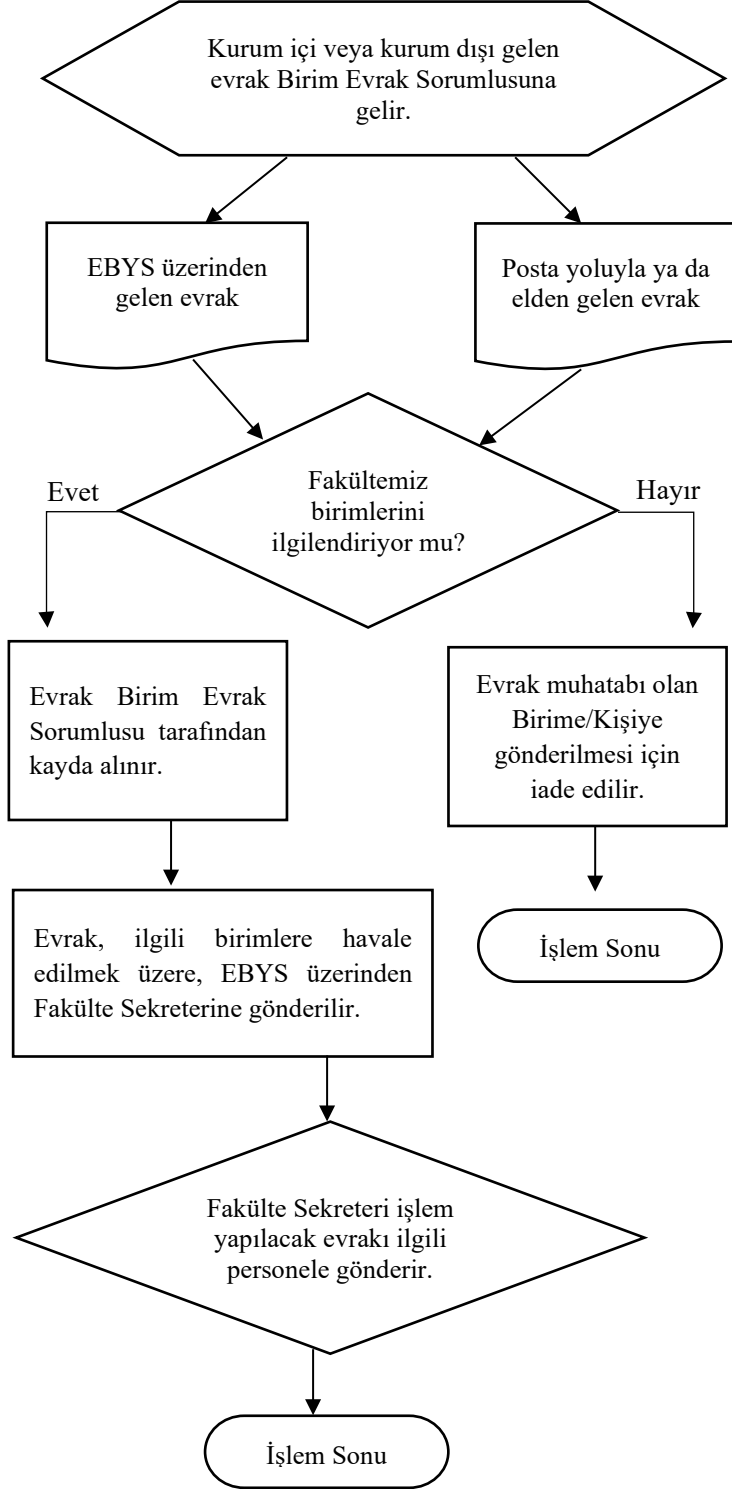 Kurum içi veya kurum dışı gelen
evrak Birim Evrak Sorumlusuna
gelir.
EBYS üzerinden
gelen evrak
Posta yoluyla ya da
elden gelen evrak
Fakültemiz
birimlerini
ilgilendiriyor mu?
Evet
Hayır
Evrak Birim Evrak
Sorumlusu tarafından
kayda alınır.
Evrak muhatabı olan
Birime/Kişiye
gönderilmesi için
iade edilir.
Evrak, ilgili birimlere havale
edilmek üzere, EBYS üzerinden
Fakülte Sekreterine gönderilir.
İşlem Sonu
Fakülte Sekreteri işlem
yapılacak evrakı ilgili
personele gönderir.
İşlem Sonu